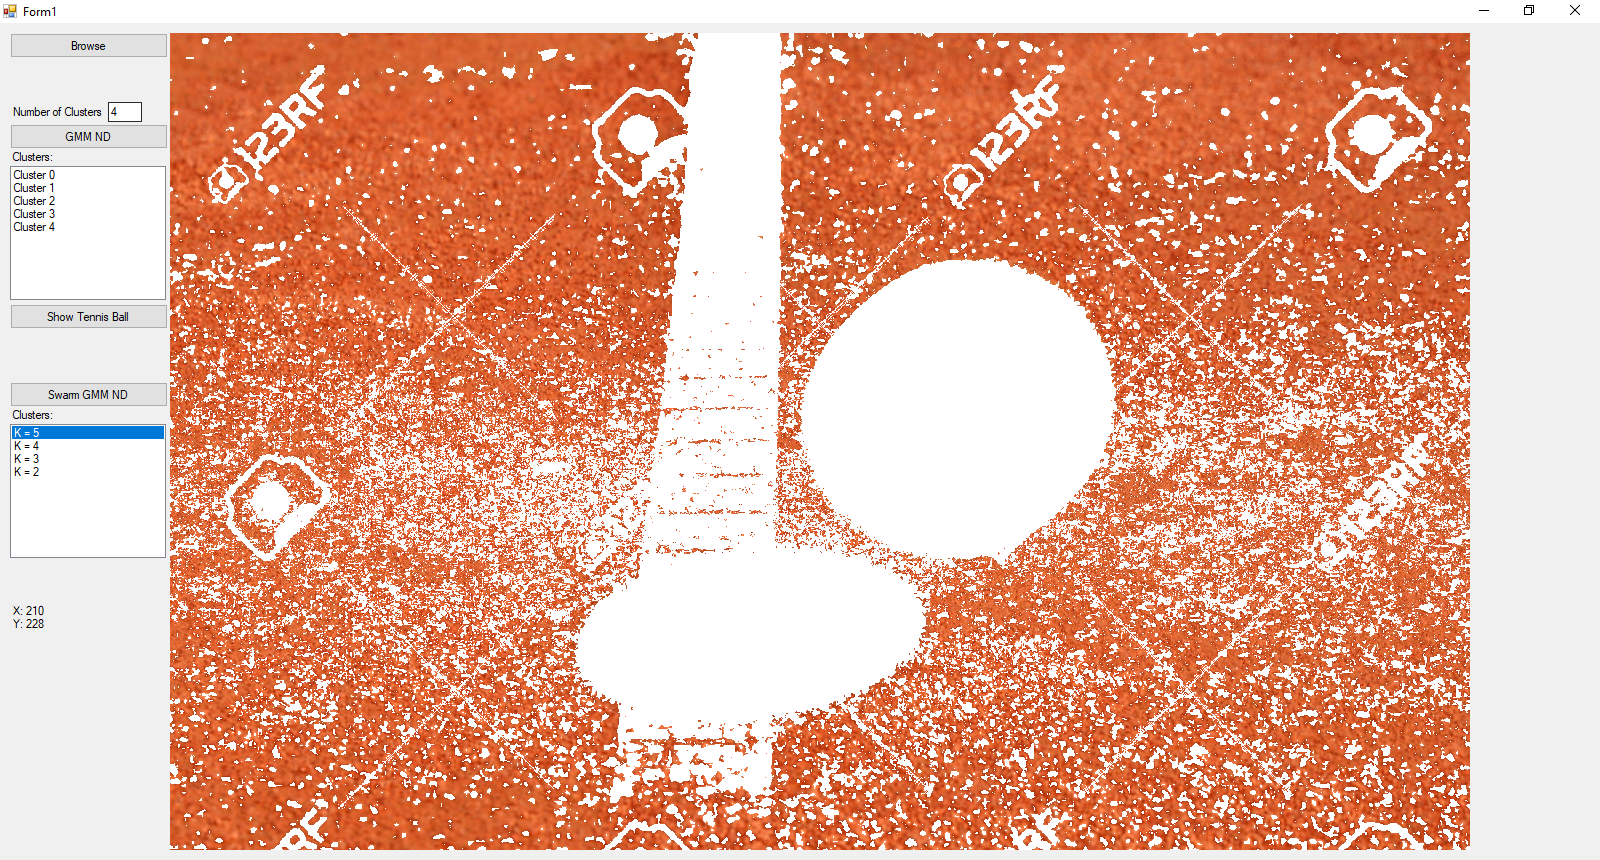 Form1
Browse
Number of Clusters 4
GMM ND
Clusters:
Cluster 0
Cluster 1
Cluster 2
Cluster 3
Cluster 4
Show Tennis Ball
Swarm GMM ND
Clusters:
K = 5
K = 4
K = 3
K = 2
X: 210
Y: 228
123RF
123RF